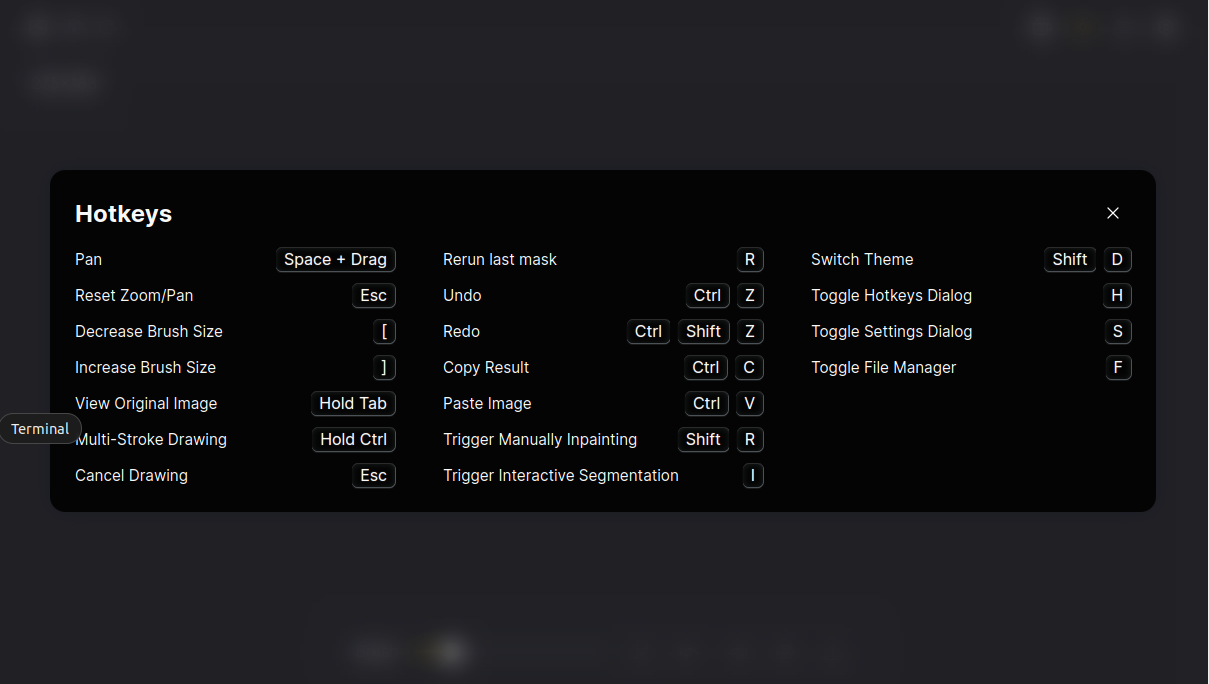 Hotkeys
Pan Space + Drag
Reset Zoom/Pan Esc
Decrease Brush Size [
Increase Brush Size ]
View Original Image Hold Tab
Multi-Stroke Drawing Hold Ctrl
Cancel Drawing Esc
Rerun last mask R
Undo Ctrl Z
Redo Ctrl Shift Z
Copy Result Ctrl C
Paste Image Ctrl V
Trigger Manually Inpainting Shift R
Trigger Interactive Segmentation I
Switch Theme Shift D
Toggle Hotkeys Dialog H
Toggle Settings Dialog S
Toggle File Manager F
Terminal